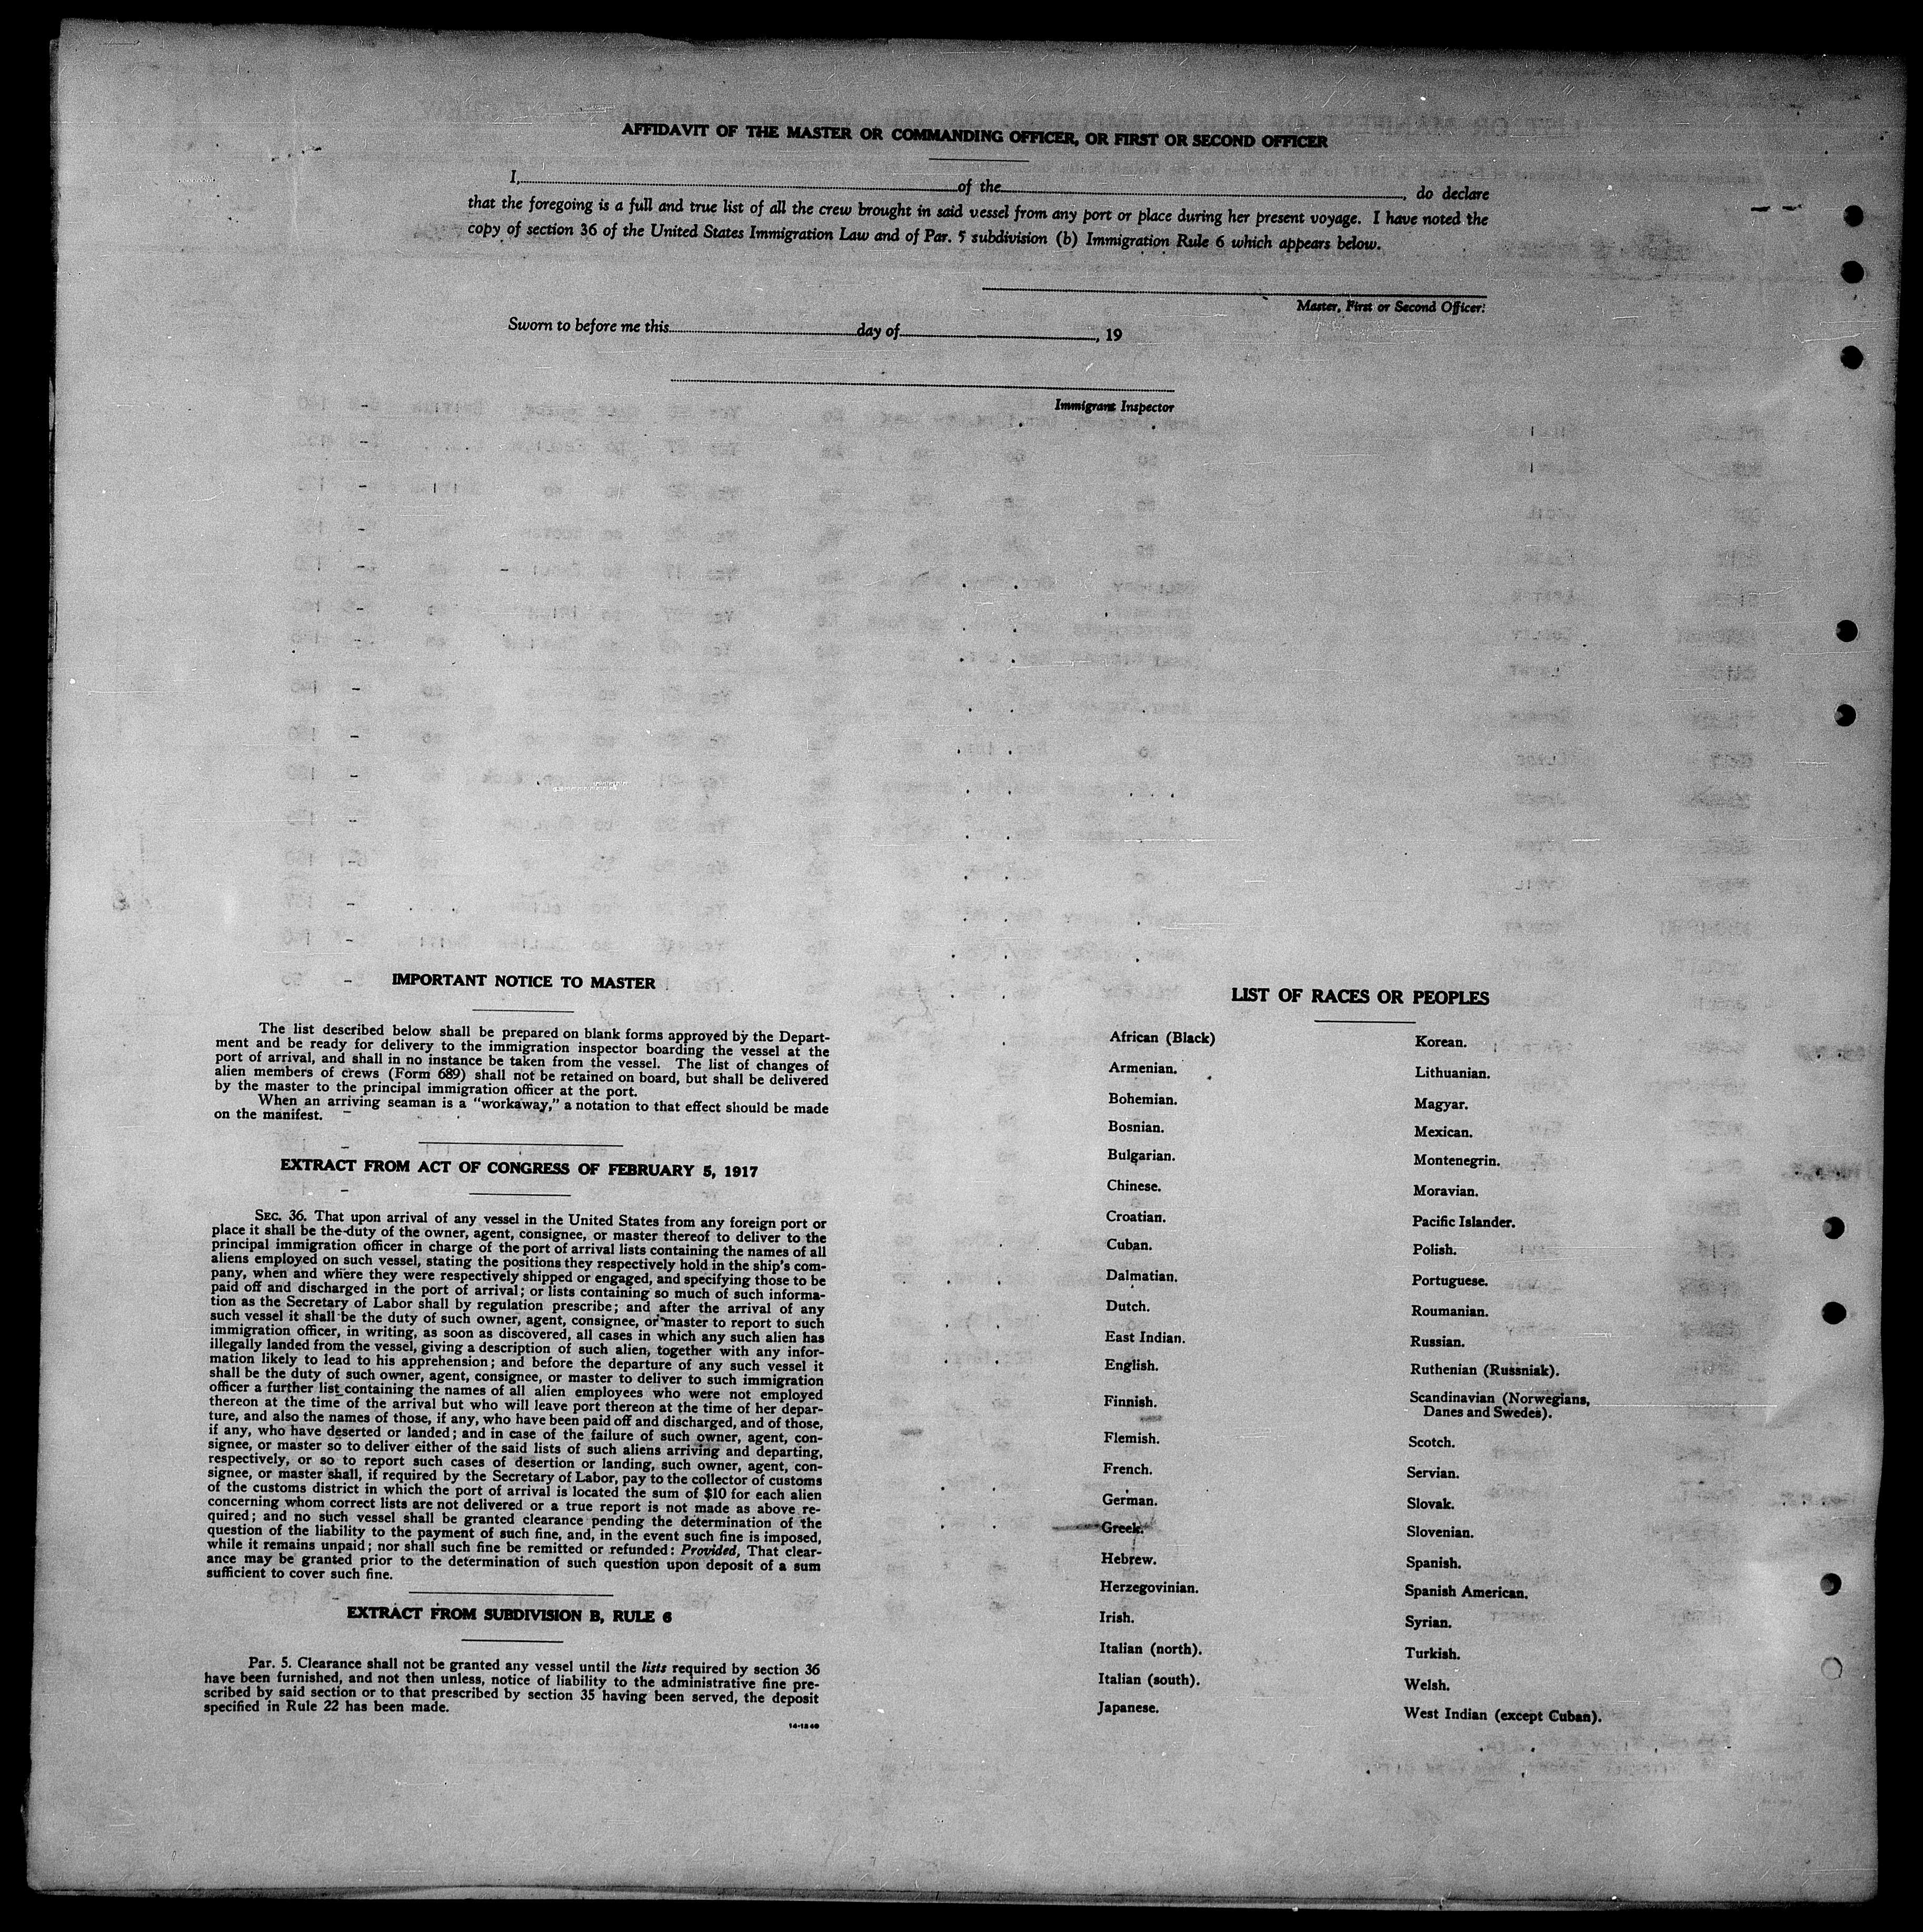 AFFIDAVIT OF THE MASTER OR COMMANDING OFFICER, OR FIRST OR SECOND OFFICER
I, of the , do declare
that the foregoing is a full and true list of all the crew brought in said vessel from any port or place during her present voyage. I have noted the
copy of section 36 of the United States Immigration Law and of Par. 5 subdivision (b) Immigration Rule 6 which appears below.
Master, First or Second Officer.
Sworn to before me this day of , 19
Immigrant Inspector
IMPORTANT NOTICE TO MASTER
The list described below shall be prepared on blank forms approved by the Depart-
ment and be ready for delivery to the immigration inspector boarding the vessel at the
port of arrival, and shall in no instance be taken from the vessel. The list of changes of
alien members of crews (Form 689) shall not be retained on board, but shall be delivered
by the master to the principal immigration officer at the port.
When an arriving seaman is a "workaway," a notation to that effect should be made
on the manifest.
EXTRACT FROM ACT OF CONGRESS OF FEBRUARY 5, 1917
SEC. 36. That upon arrival of any vessel in the United States from any foreign port or
place it shall be the duty of the owner, agent, consignee, or master thereof to deliver to the
principal immigration officer in charge of the port of arrival lists containing the names of all
aliens employed on such vessel, stating the positions they respectively hold in the ship's com-
pany, when and where they were respectively shipped or engaged, and specifying those to be
paid off and discharged in the port of arrival; or lists containing so much of such informa-
tion as the Secretary of Labor shall by regulation prescribe; and after the arrival of any
such vessel it shall be the duty of such owner, agent, consignee, or master to report to such
immigration officer, in writing, as soon as discovered, all cases in which any such alien has
illegally landed from the vessel, giving a description of such alien, together with any infor-
mation likely to lead to his apprehension; and before the departure of any such vessel it
shall be the duty of such owner, agent, consignee, or master to deliver to such immigration
officer a further list containing the names of all alien employees who were not employed
thereon at the time of the arrival but who will leave port thereon at the time of her depar-
ture, and also the names of those, if any, who have been paid off and discharged, and of those,
if any, who have deserted or landed; and in case of the failure of such owner, agent, con-
signee, or master so to deliver either of the said lists of such aliens arriving and departing,
respectively, or so to report such cases of desertion or landing, such owner, agent, con-
signee, or master shall, if required by the Secretary of Labor, pay to the collector of customs
of the customs district in which the port of arrival is located the sum of $10 for each alien
concerning whom correct lists are not delivered or a true report is not made as above re-
quired; and no such vessel shall be granted clearance pending the determination of the
question of the liability to the payment of such fine, and, in the event such fine is imposed,
while it remains unpaid; nor shall such fine be remitted or refunded: Provided, That clear-
ance may be granted prior to the determination of such question upon deposit of a sum
sufficient to cover such fine.
EXTRACT FROM SUBDIVISION B, RULE 6
Par. 5. Clearance shall not be granted any vessel until the lists required by section 36
have been furnished, and not then unless, notice of liability to the administrative fine pre-
scribed by said section or to that prescribed by section 35 having been served, the deposit
specified in Rule 22 has been made.
14-1240
LIST OF RACES OR PEOPLES
African (Black)
Armenian.
Bohemian.
Bosnian.
Bulgarian.
Chinese.
Croatian.
Cuban.
Dalmatian.
Dutch.
East Indian.
English.
Finnish.
Flemish.
French.
German.
Greek.
Hebrew.
Herzegovinian.
Irish.
Italian (north).
Italian (south).
Japanese.
Korean.
Lithuanian.
Magyar.
Mexican.
Montenegrin.
Moravian.
Pacific Islander.
Polish.
Portuguese.
Roumanian.
Russian.
Ruthenian (Russniak).
Scandinavian (Norwegians,
Danes and Swedes).
Scotch.
Servian.
Slovak.
Slovenian.
Spanish.
Spanish American.
Syrian.
Turkish.
Welsh.
West Indian (except Cuban).